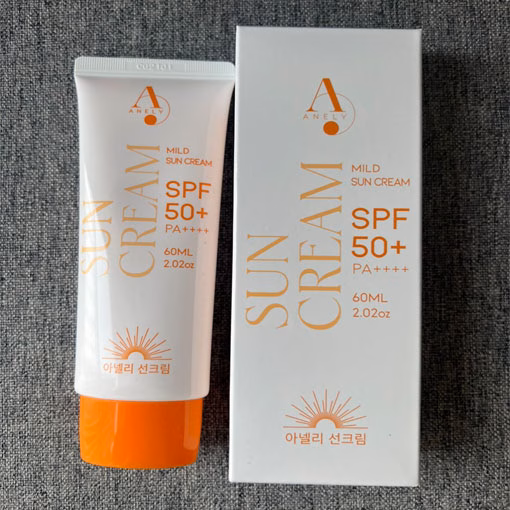 A
ANELY
MILD
SUN CREAM
SPF
50+
PA++++
60ML
2.02oz
SUN
CREAM
아넬리 선크림
A
ANELY
MILD
SUN CREAM
SPF
50+
PA++++
60ML
2.02oz
SUN
CREAM
아넬리 선크림